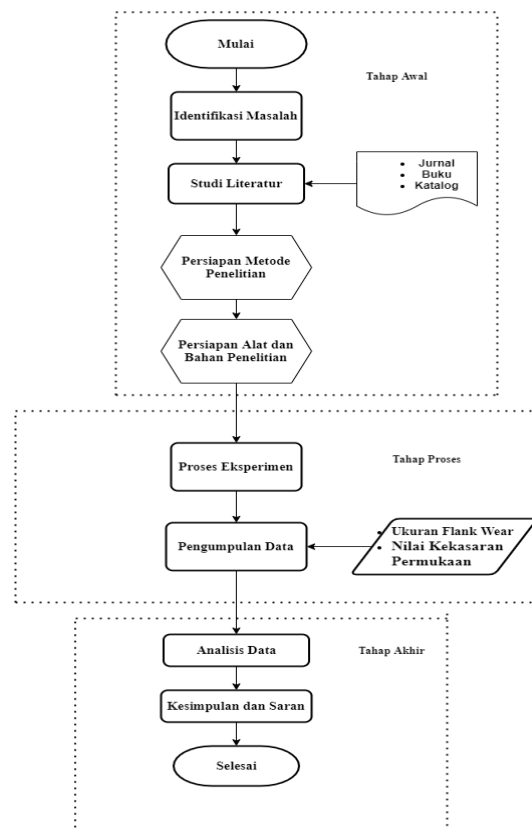 Mulai
Tahap Awal
Identifikasi Masalah
Studi Literatur
• Jurnal
• Buku
• Katalog
Persiapan Metode
Penelitian
Persiapan Alat dan
Bahan Penelitian
Tahap Proses
Proses Eksperimen
Pengumpulan Data
• Ukuran Flank Wear
• Nilai Kekasaran
Permukaan
Analisis Data
Tahap Akhir
Kesimpulan dan Saran
Selesai